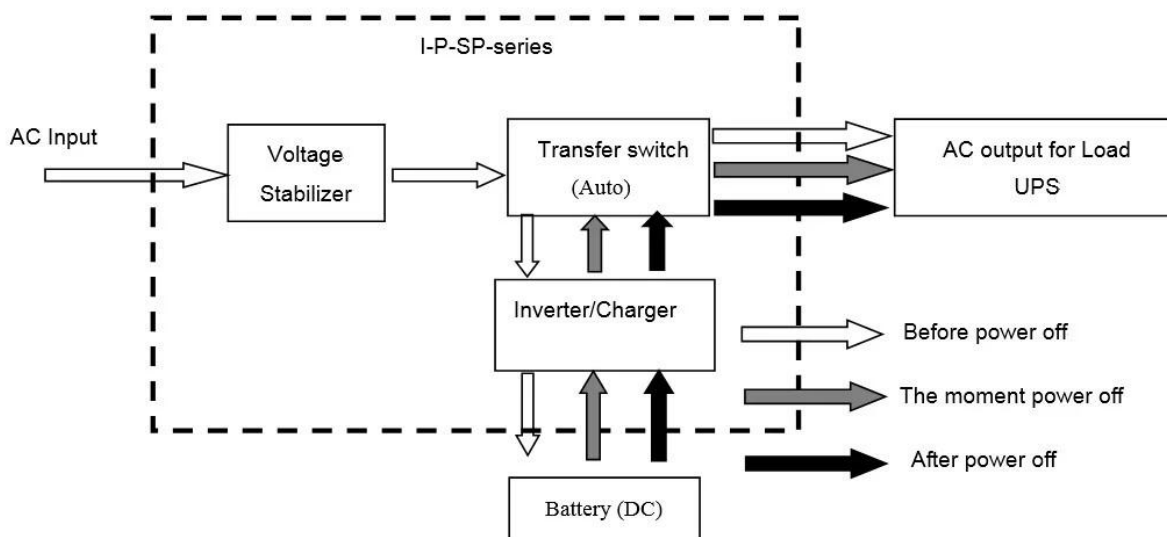 I-P-SP-series
AC Input
Voltage
Stabilizer
Transfer switch
(Auto)
AC output for Load
UPS
Inverter/Charger
Before power off
The moment power off
After power off
Battery (DC)